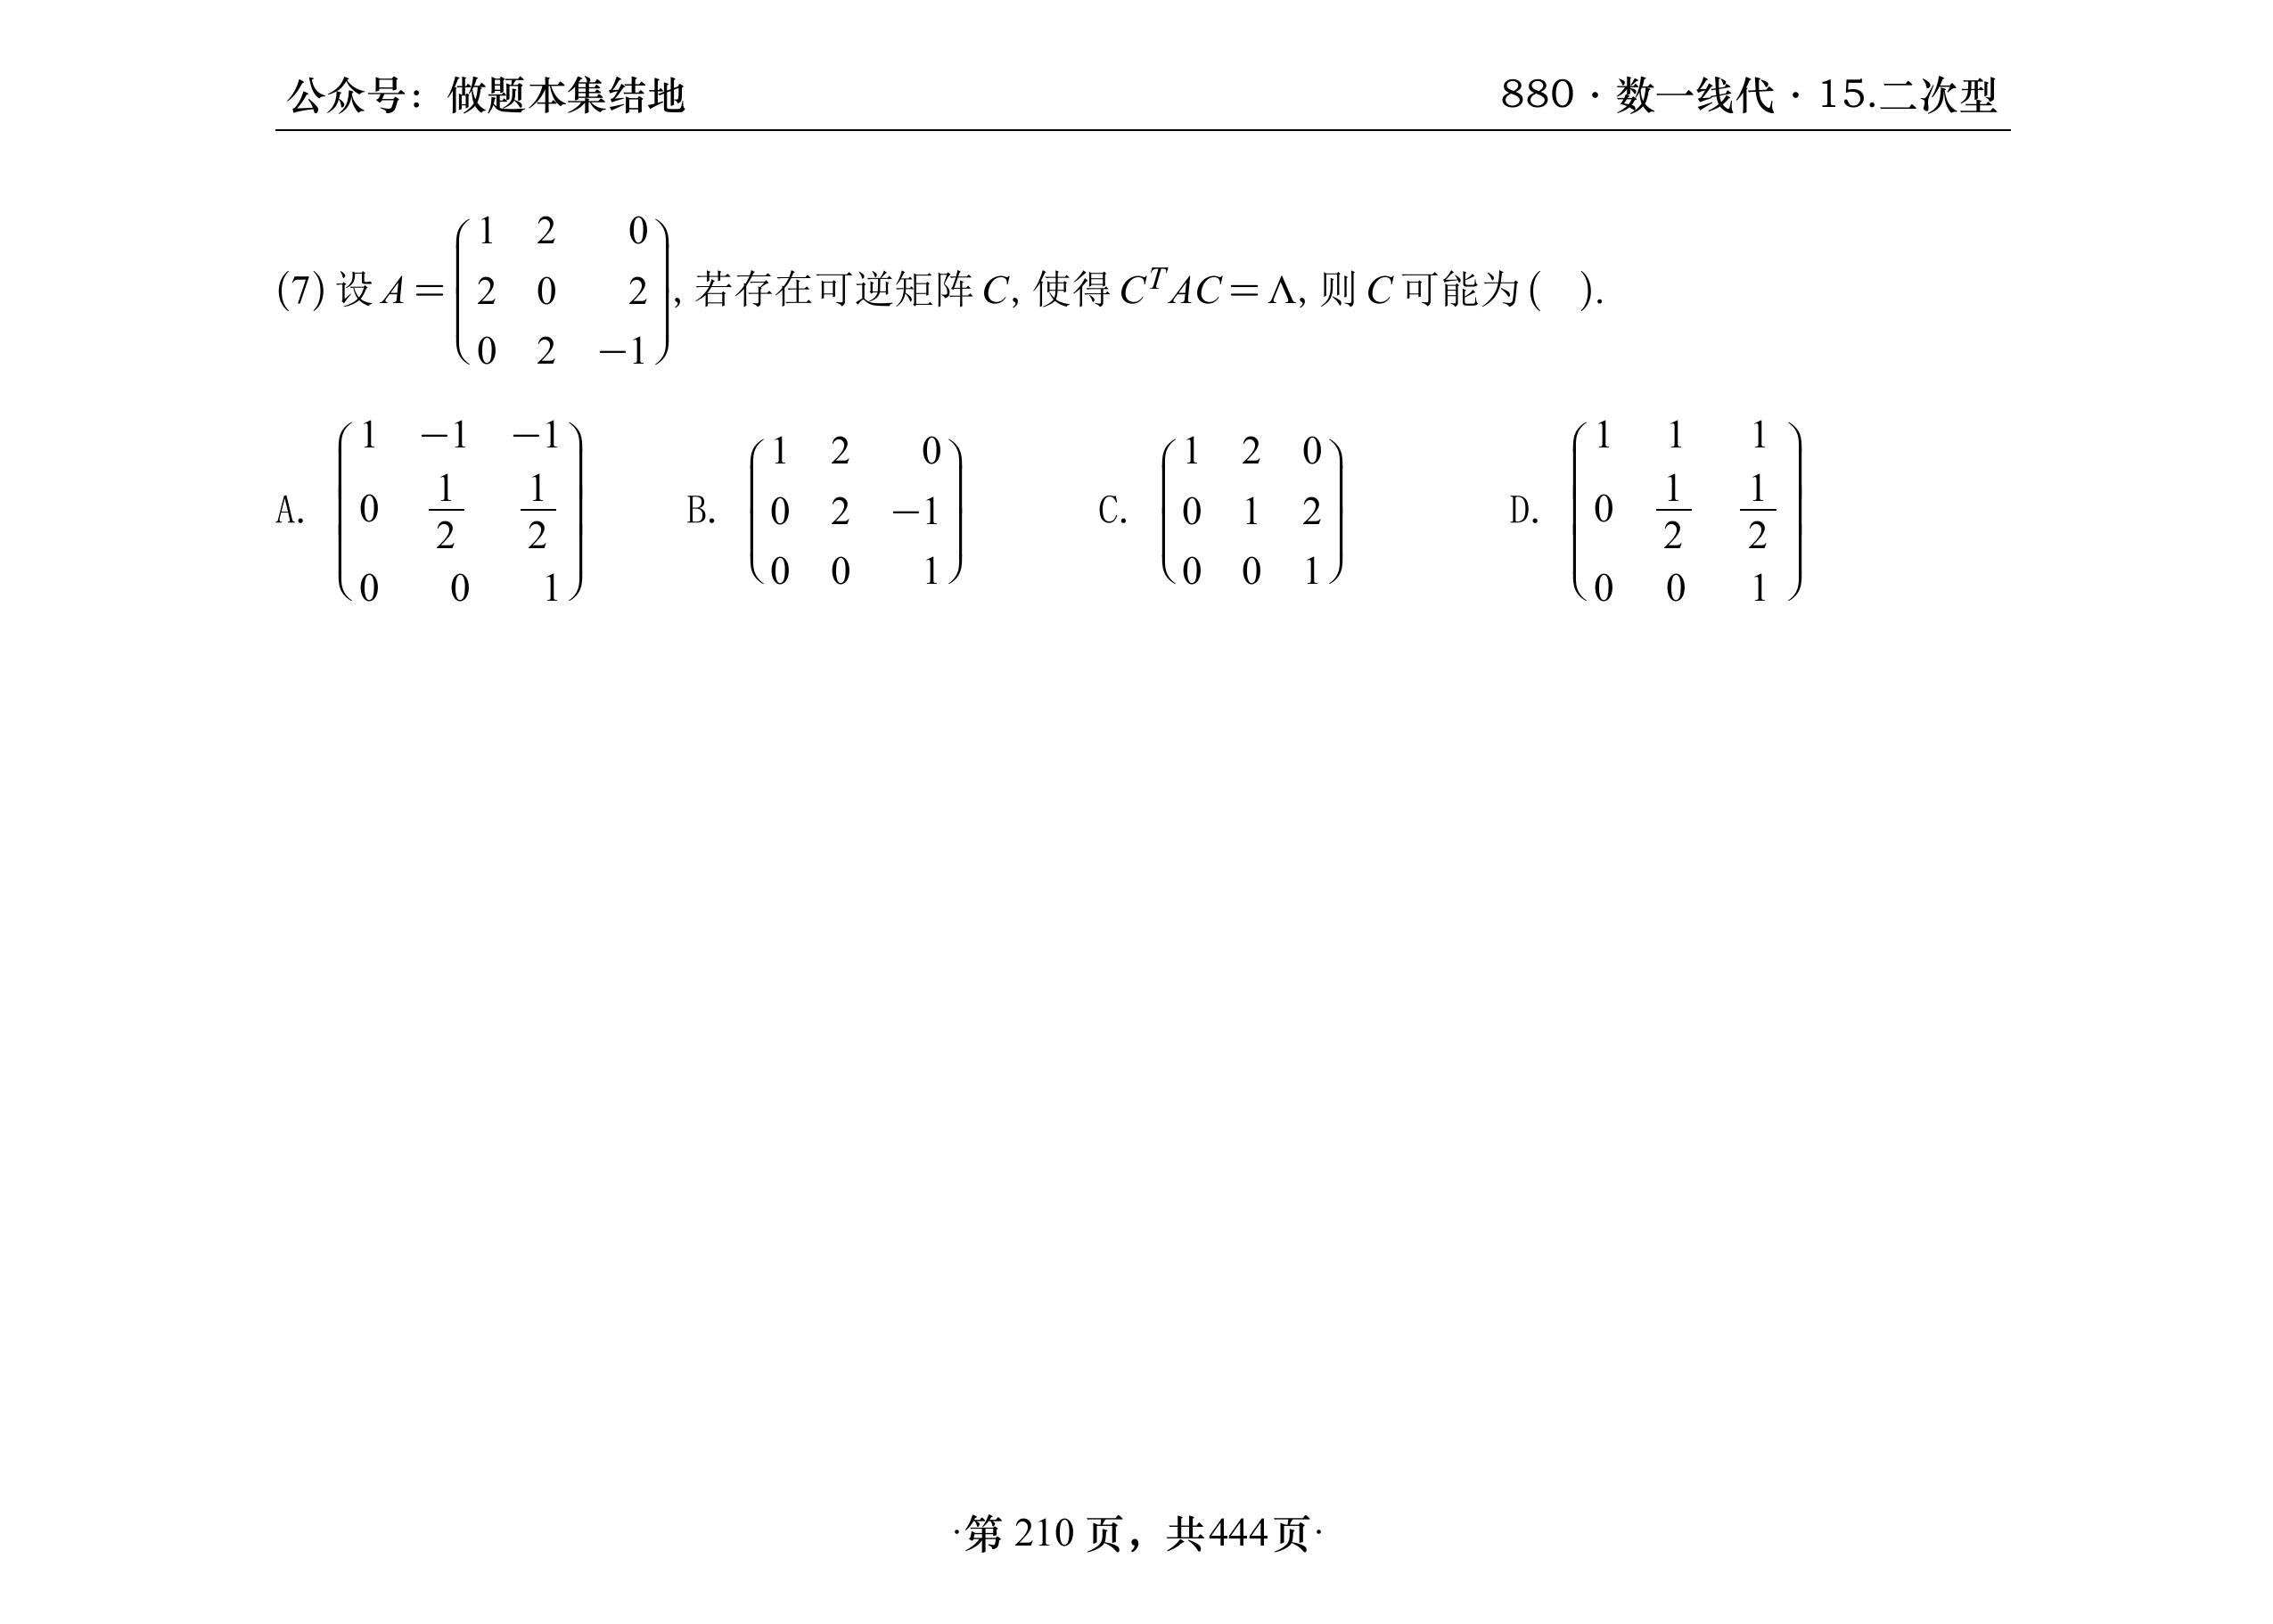 公众号：做题本集结地 880·数一线代·15.二次型
(7) 设 $A=\begin{pmatrix}1&2&0\\2&0&2\\0&2&-1\end{pmatrix}$, 若存在可逆矩阵 $C$, 使得 $C^TAC=\Lambda$, 则 $C$ 可能为 ( ).
A. $\begin{pmatrix}1&-1&-1\\0&\frac{1}{2}&\frac{1}{2}\\0&0&1\end{pmatrix}$ B. $\begin{pmatrix}1&2&0\\0&2&-1\\0&0&1\end{pmatrix}$ C. $\begin{pmatrix}1&2&0\\0&1&2\\0&0&1\end{pmatrix}$ D. $\begin{pmatrix}1&1&1\\0&\frac{1}{2}&\frac{1}{2}\\0&0&1\end{pmatrix}$
·第 210 页，共444页·